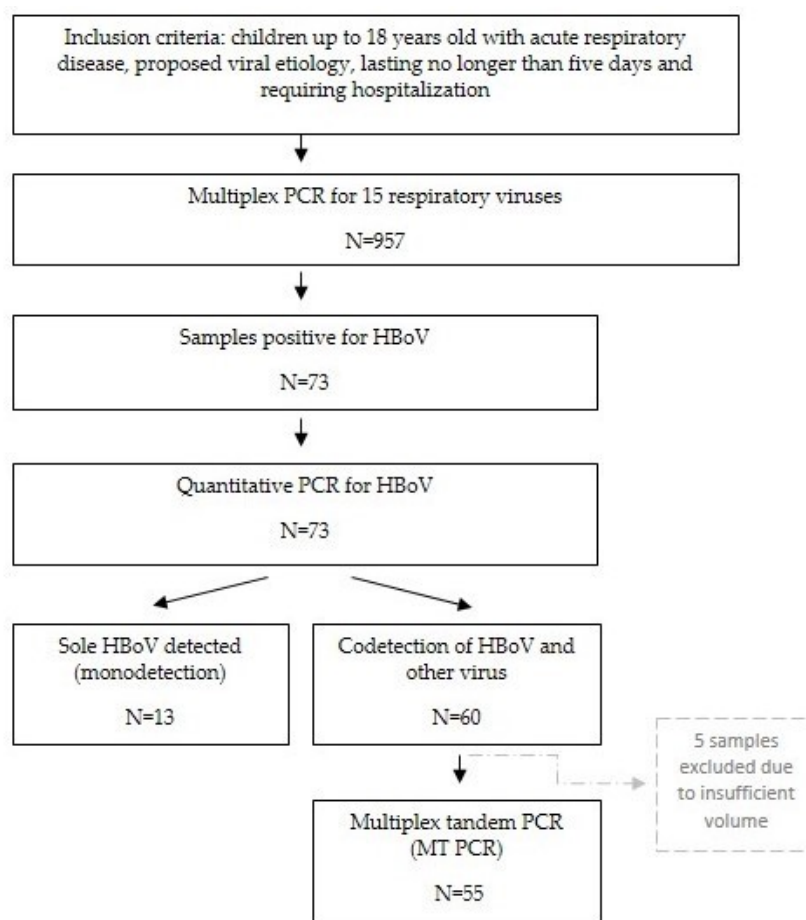 Inclusion criteria: children up to 18 years old with acute respiratory
disease, proposed viral etiology, lasting no longer than five days and
requiring hospitalization
Multiplex PCR for 15 respiratory viruses
N=957
Samples positive for HBoV
N=73
Quantitative PCR for HBoV
N=73
Sole HBoV detected
(monodetection)
N=13
Codetection of HBoV and
other virus
N=60
5 samples
excluded due
to insufficient
volume
Multiplex tandem PCR
(MT PCR)
N=55